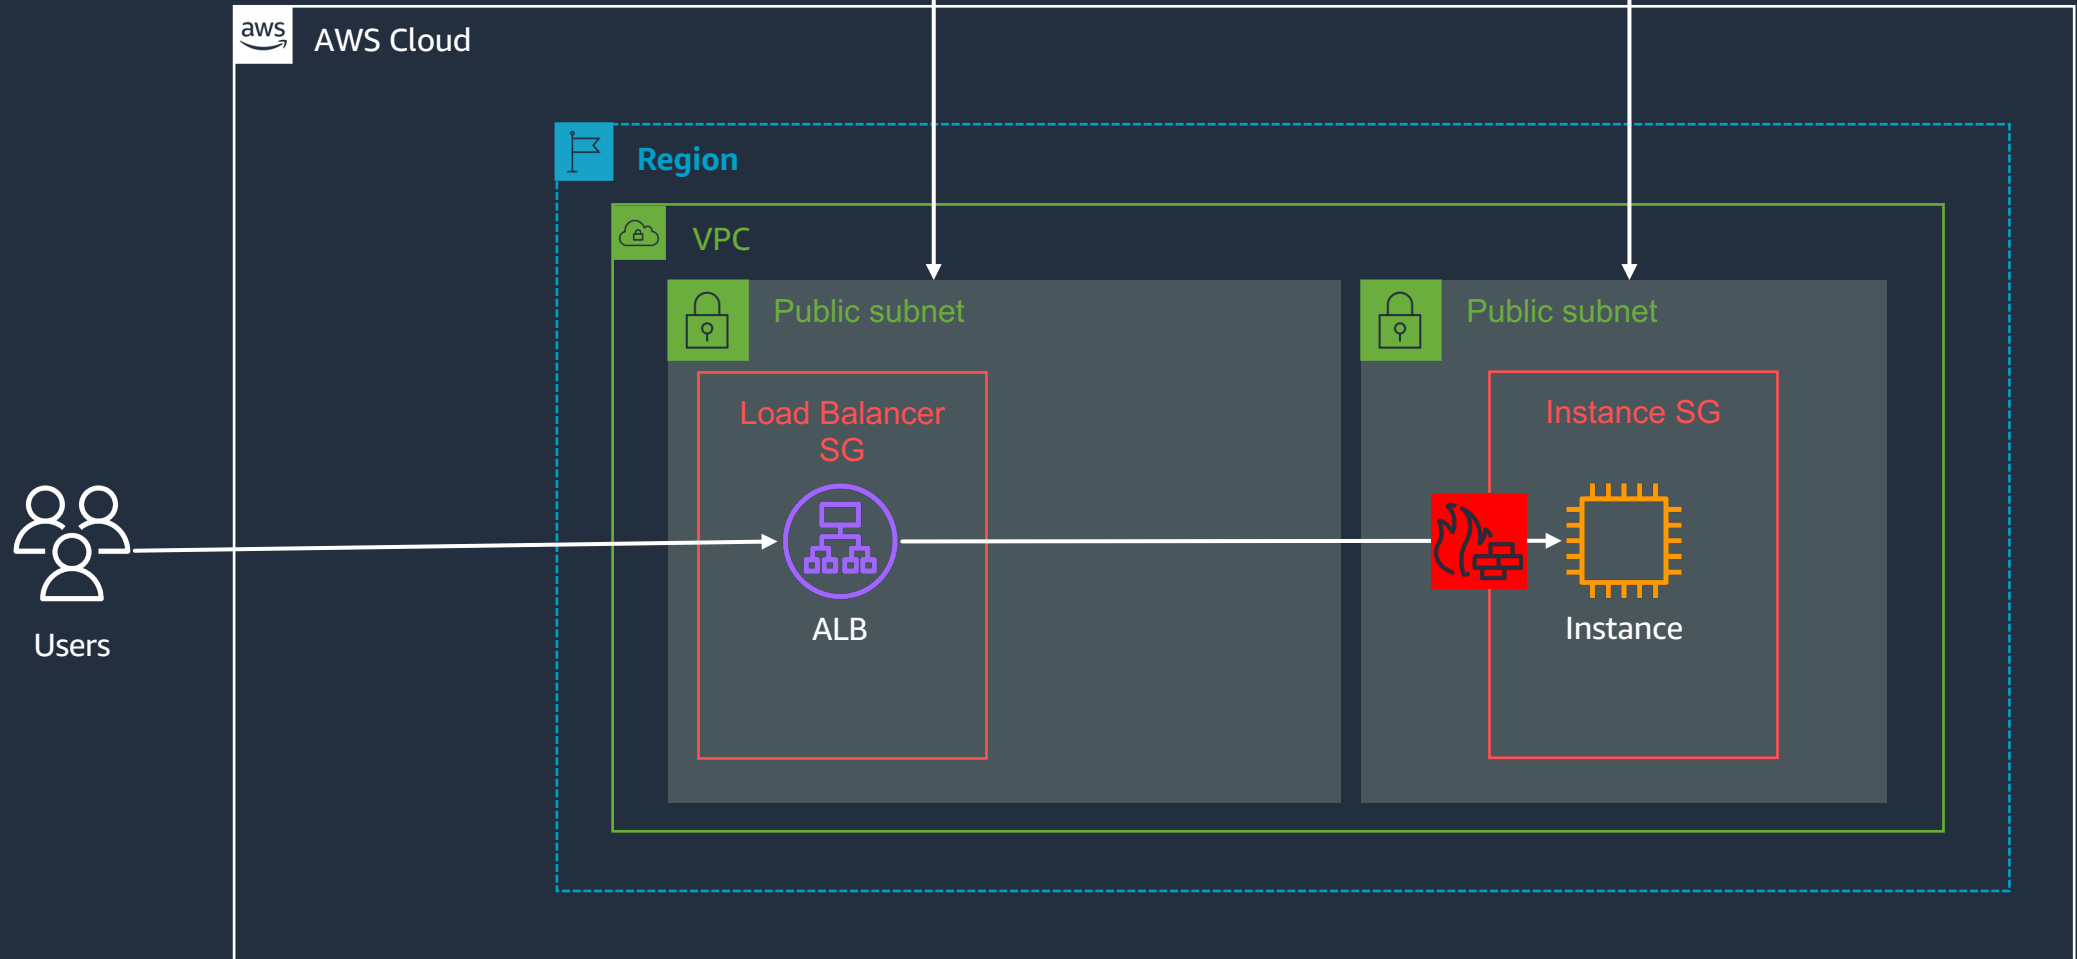 aws
AWS Cloud
Region
VPC
Public subnet
Public subnet
Load Balancer
SG
Instance SG
Users
ALB
Instance